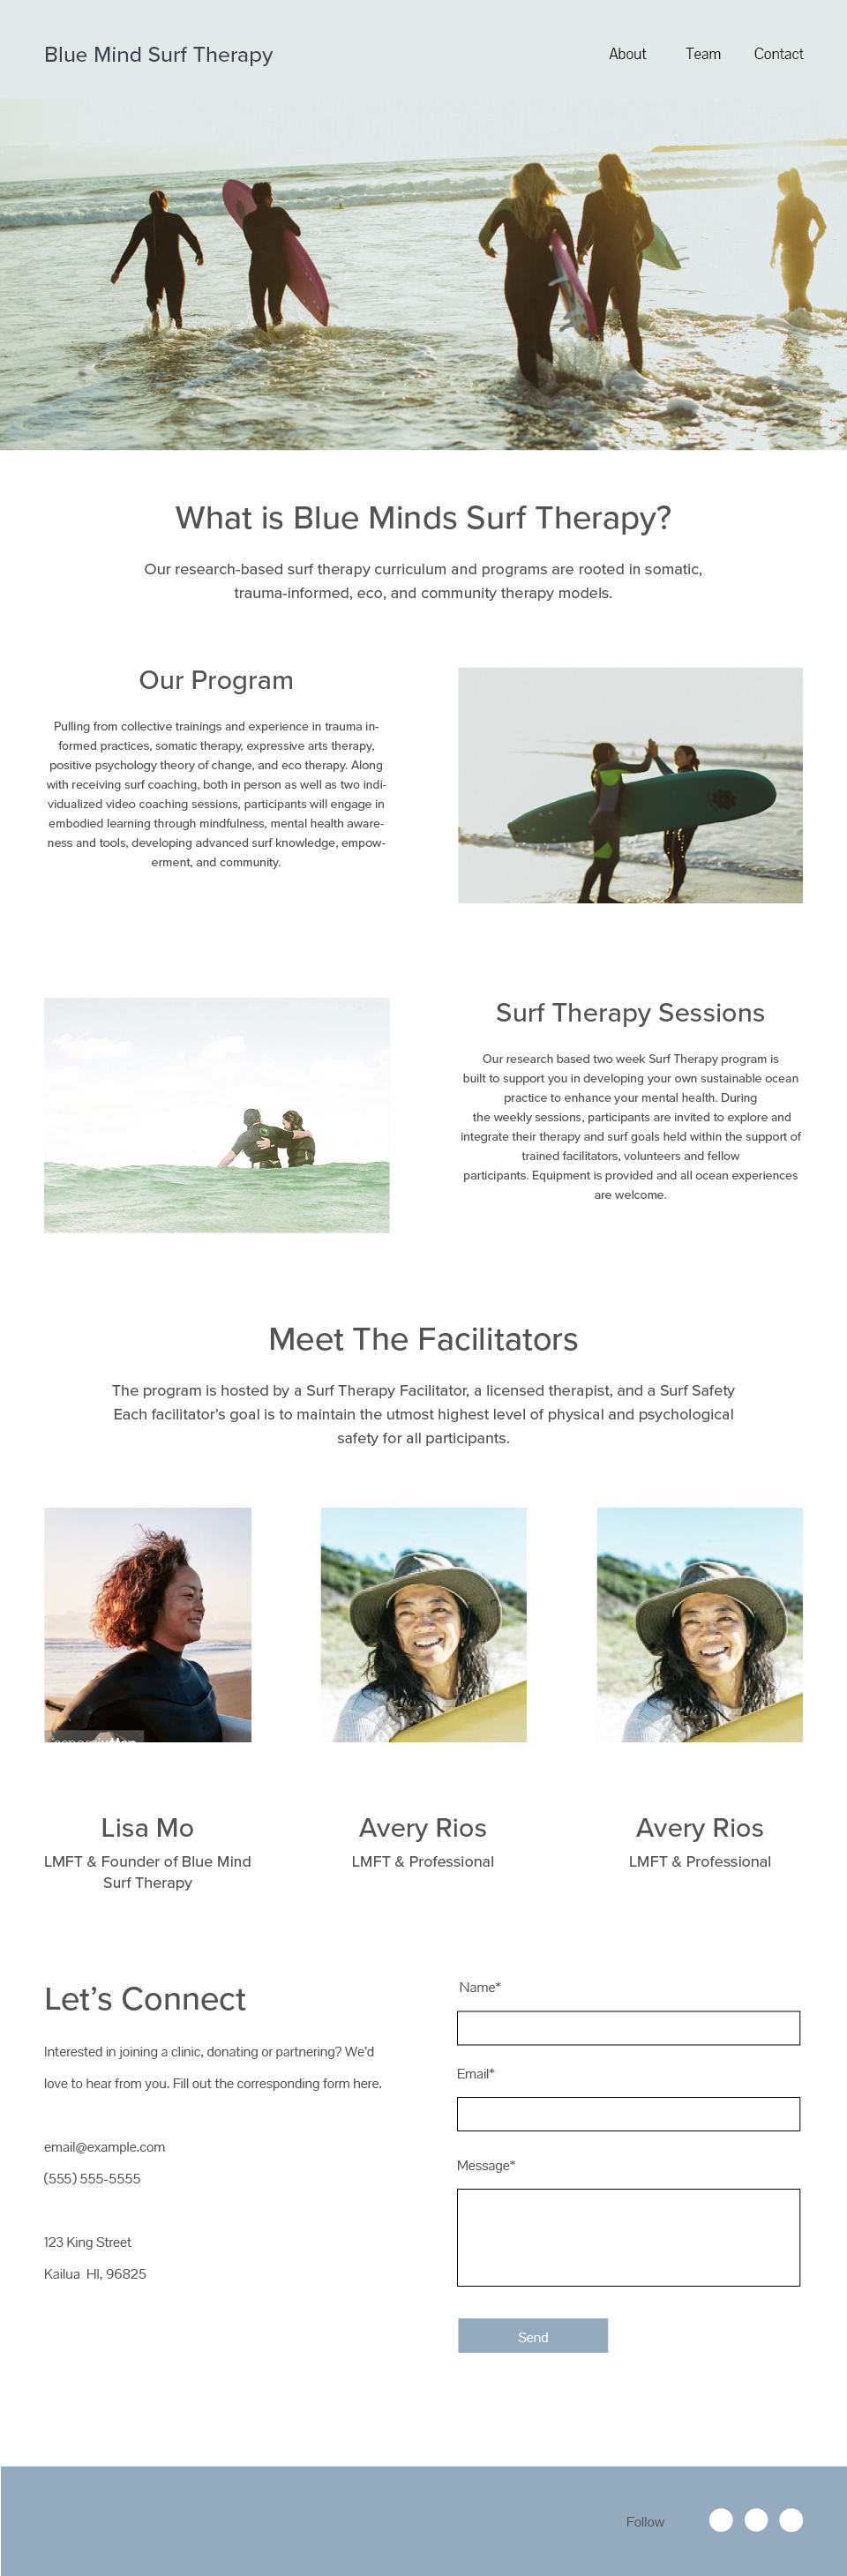 Blue Mind Surf Therapy
About Team Contact
What is Blue Minds Surf Therapy?
Our research-based surf therapy curriculum and programs are rooted in somatic,
trauma-informed, eco, and community therapy models.
Our Program
Pulling from collective trainings and experience in trauma in-
formed practices, somatic therapy, expressive arts therapy,
positive psychology theory of change, and eco therapy. Along
with receiving surf coaching, both in person as well as two indi-
vidualized video coaching sessions, participants will engage in
embodied learning through mindfulness, mental health aware-
ness and tools, developing advanced surf knowledge, empow-
erment, and community.
Surf Therapy Sessions
Our research based two week Surf Therapy program is
built to support you in developing your own sustainable ocean
practice to enhance your mental health. During
the weekly sessions, participants are invited to explore and
integrate their therapy and surf goals held within the support of
trained facilitators, volunteers and fellow
participants. Equipment is provided and all ocean experiences
are welcome.
Meet The Facilitators
The program is hosted by a Surf Therapy Facilitator, a licensed therapist, and a Surf Safety
Each facilitator’s goal is to maintain the utmost highest level of physical and psychological
safety for all participants.
Lisa Mo
LMFT & Founder of Blue Mind
Surf Therapy
Avery Rios
LMFT & Professional
Avery Rios
LMFT & Professional
Let’s Connect
Interested in joining a clinic, donating or partnering? We’d
love to hear from you. Fill out the corresponding form here.
email@example.com
(555) 555-5555
123 King Street
Kailua HI, 96825
Name*
Email*
Message*
Send
Follow